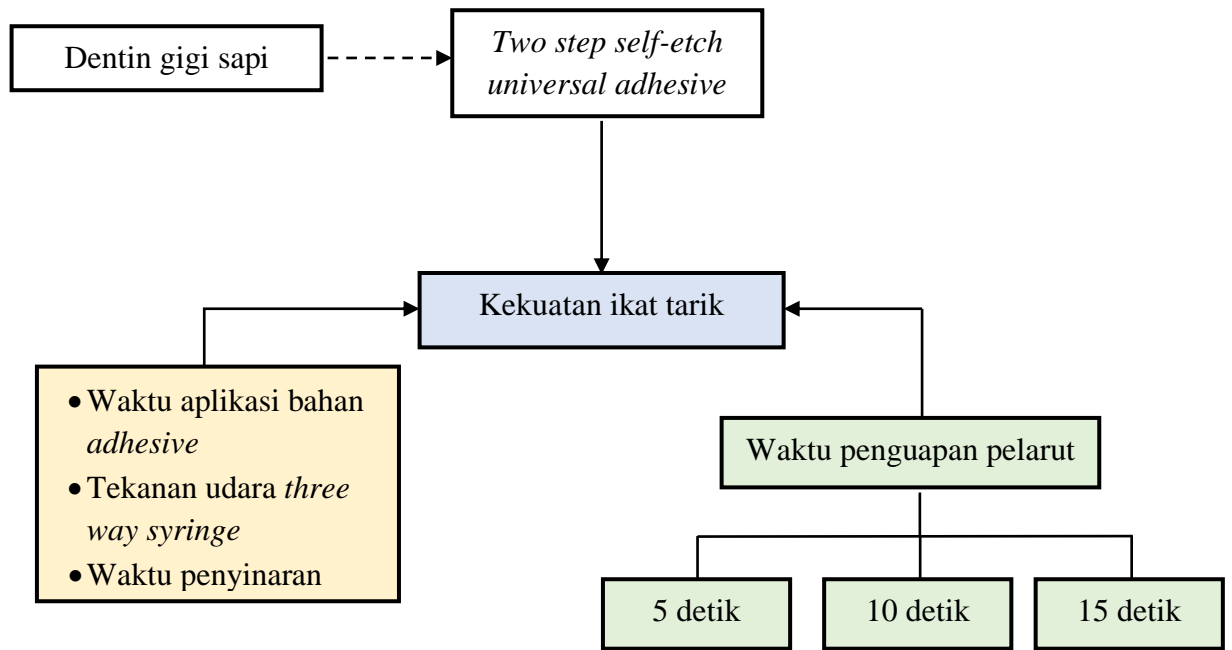 Dentin gigi sapi
Two step self-etch
universal adhesive
Kekuatan ikat tarik
• Waktu aplikasi bahan
adhesive
• Tekanan udara three
way syringe
• Waktu penyinaran
Waktu penguapan pelarut
5 detik
10 detik
15 detik